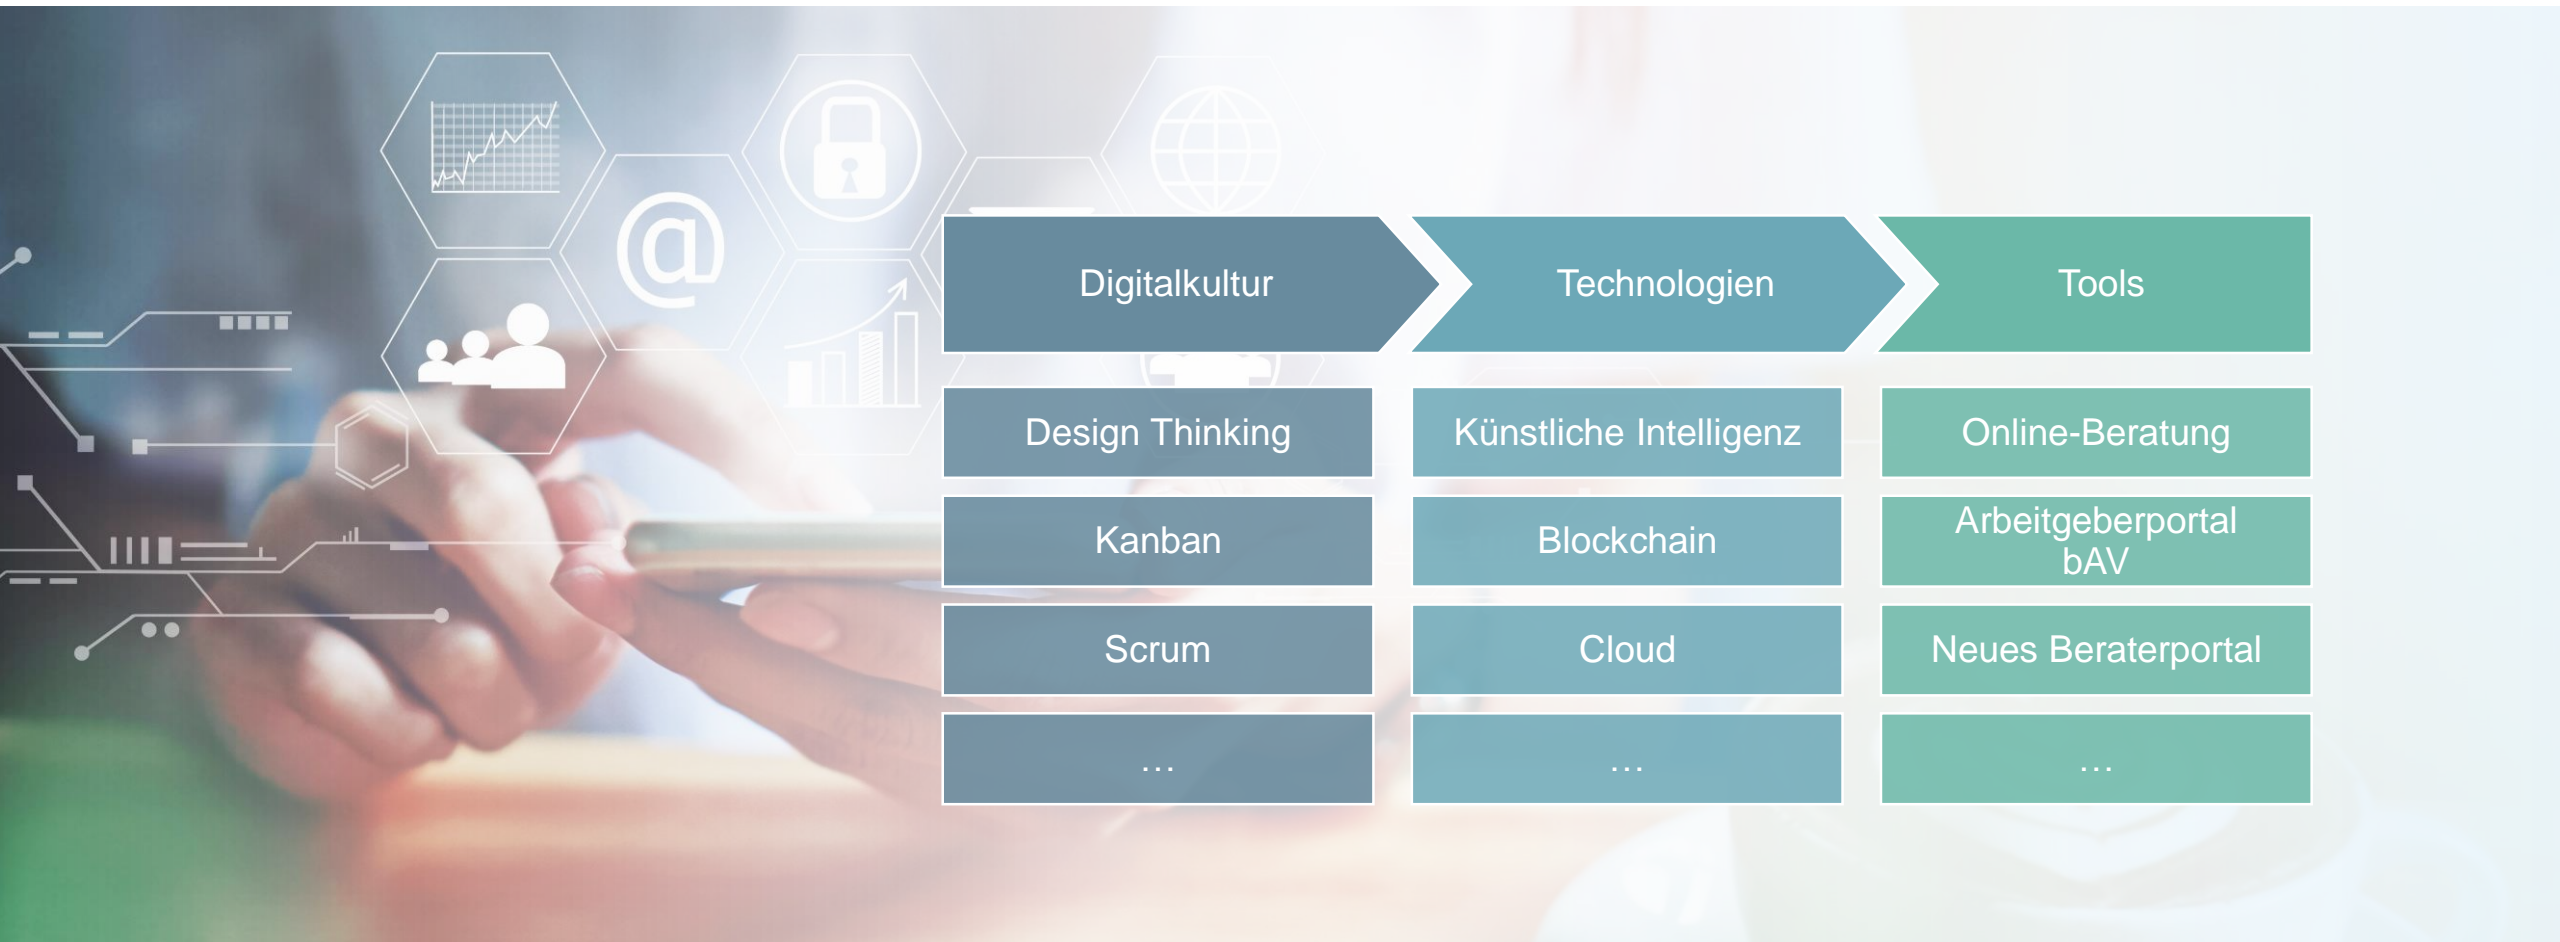 @
Digitalkultur
Technologien
Tools
Design Thinking
Künstliche Intelligenz
Online-Beratung
Kanban
Blockchain
Arbeitgeberportal
bAV
Scrum
Cloud
Neues Beraterportal
…
…
…